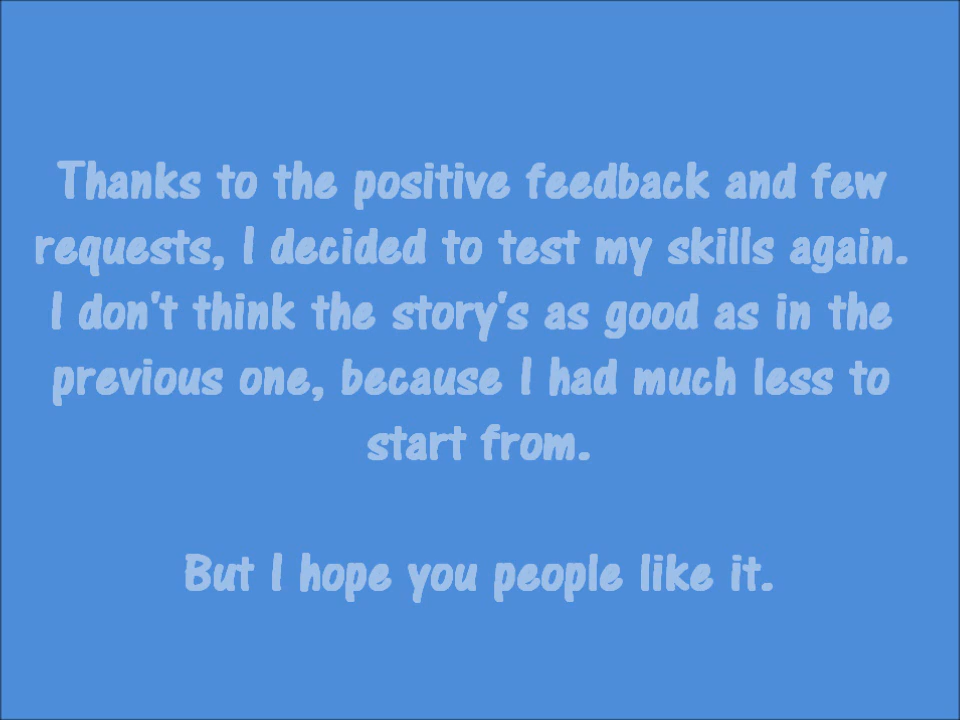 Thanks to the positive feedback and few
requests, I decided to test my skills again.
I don't think the story's as good as in the
previous one, because I had much less to
start from.
But I hope you people like it.